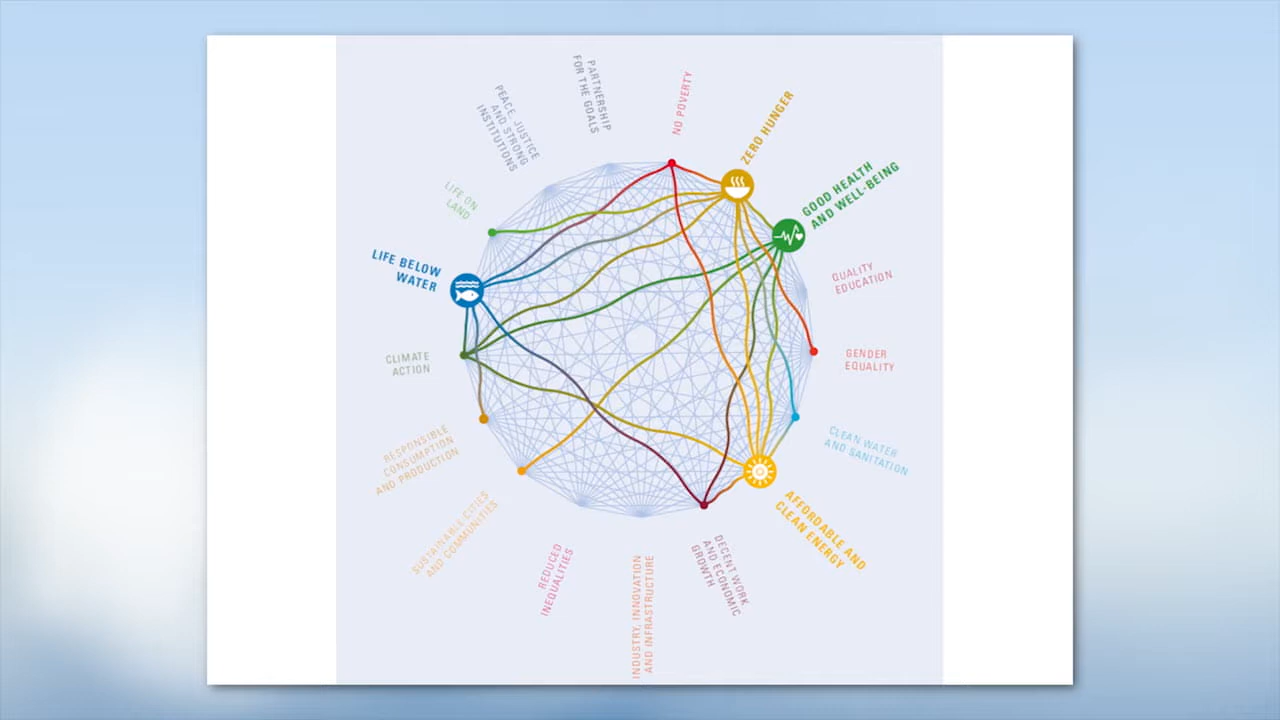 NO POVERTY
ZERO HUNGER
GOOD HEALTH
AND WELL-BEING
QUALITY
EDUCATION
GENDER
EQUALITY
CLEAN WATER
AND SANITATION
AFFORDABLE AND
CLEAN ENERGY
DECENT WORK
AND ECONOMIC
GROWTH
INDUSTRY, INNOVATION
AND INFRASTRUCTURE
REDUCED
INEQUALITIES
SUSTAINABLE CITIES
AND COMMUNITIES
RESPONSIBLE
CONSUMPTION
AND PRODUCTION
CLIMATE
ACTION
LIFE BELOW
WATER
LIFE ON
LAND
PEACE, JUSTICE
AND STRONG
INSTITUTIONS
PARTNERSHIP
FOR THE GOALS